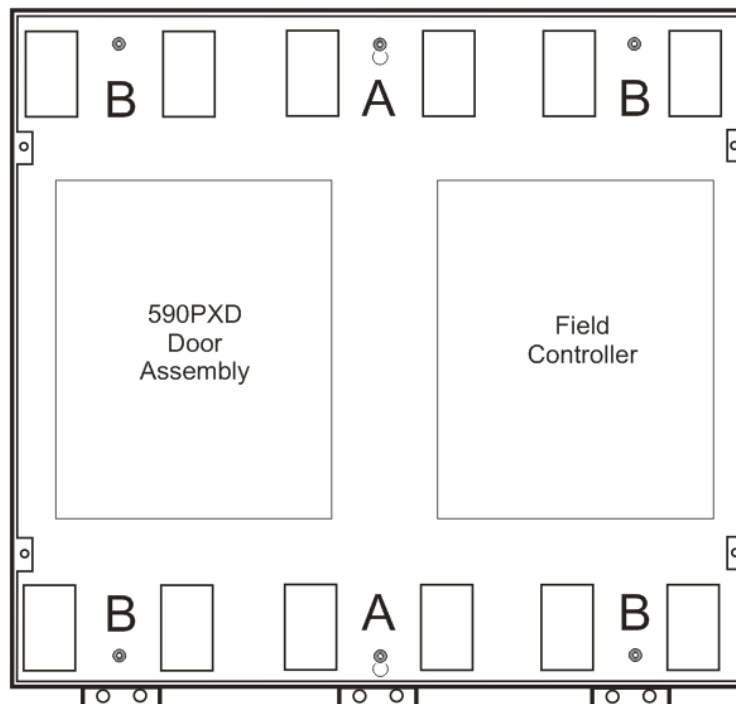 B A B
590PXD
Door
Assembly
Field
Controller
B A B